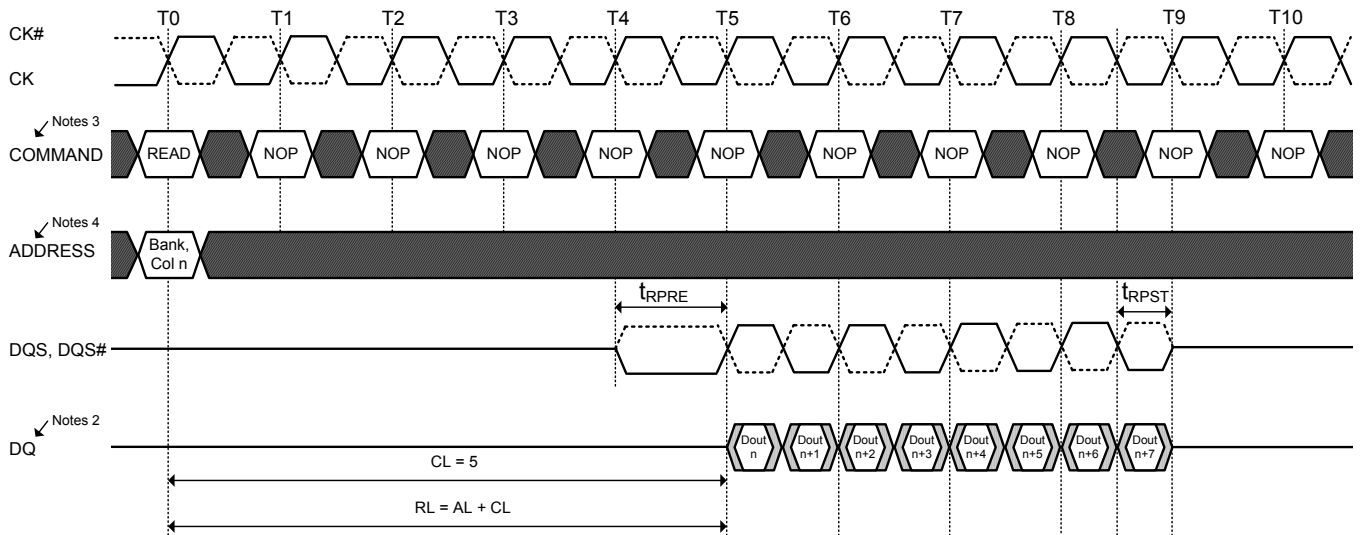 T0 T1 T2 T3 T4 T5 T6 T7 T8 T9 T10
CK#
CK
Notes 3
COMMAND READ NOP NOP NOP NOP NOP NOP NOP NOP NOP NOP
Notes 4
ADDRESS Bank,
Col n
tRPRE tRPST
DQS, DQS#
Notes 2
DQ
Dout
n
Dout
n+1
Dout
n+2
Dout
n+3
Dout
n+4
Dout
n+5
Dout
n+6
Dout
n+7
CL = 5
RL = AL + CL